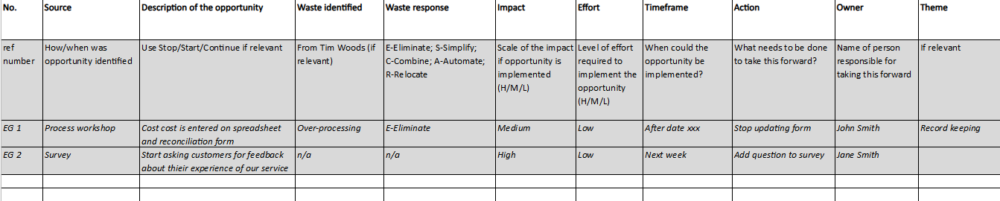 No. Source Description of the opportunity Waste identified Waste response Impact Effort Timeframe Action Owner Theme
ref number
How/when was opportunity identified
Use Stop/Start/Continue if relevant
From Tim Woods (if relevant)
E-Eliminate; S-Simplify; C-Combine; A-Automate; R-Relocate
Scale of the impact if opportunity is implemented (H/M/L)
Level of effort required to implement the opportunity (H/M/L)
When could the opportunity be implemented?
What needs to be done to take this forward?
Name of person responsible for taking this forward
If relevant
EG 1 Process workshop Cost cost is entered on spreadsheet and reconciliation form Over-processing E-Eliminate Medium Low After date xxx Stop updating form John Smith Record keeping
EG 2 Survey Start asking customers for feedback about thieir experience of our service n/a n/a High Low Next week Add question to survey Jane Smith